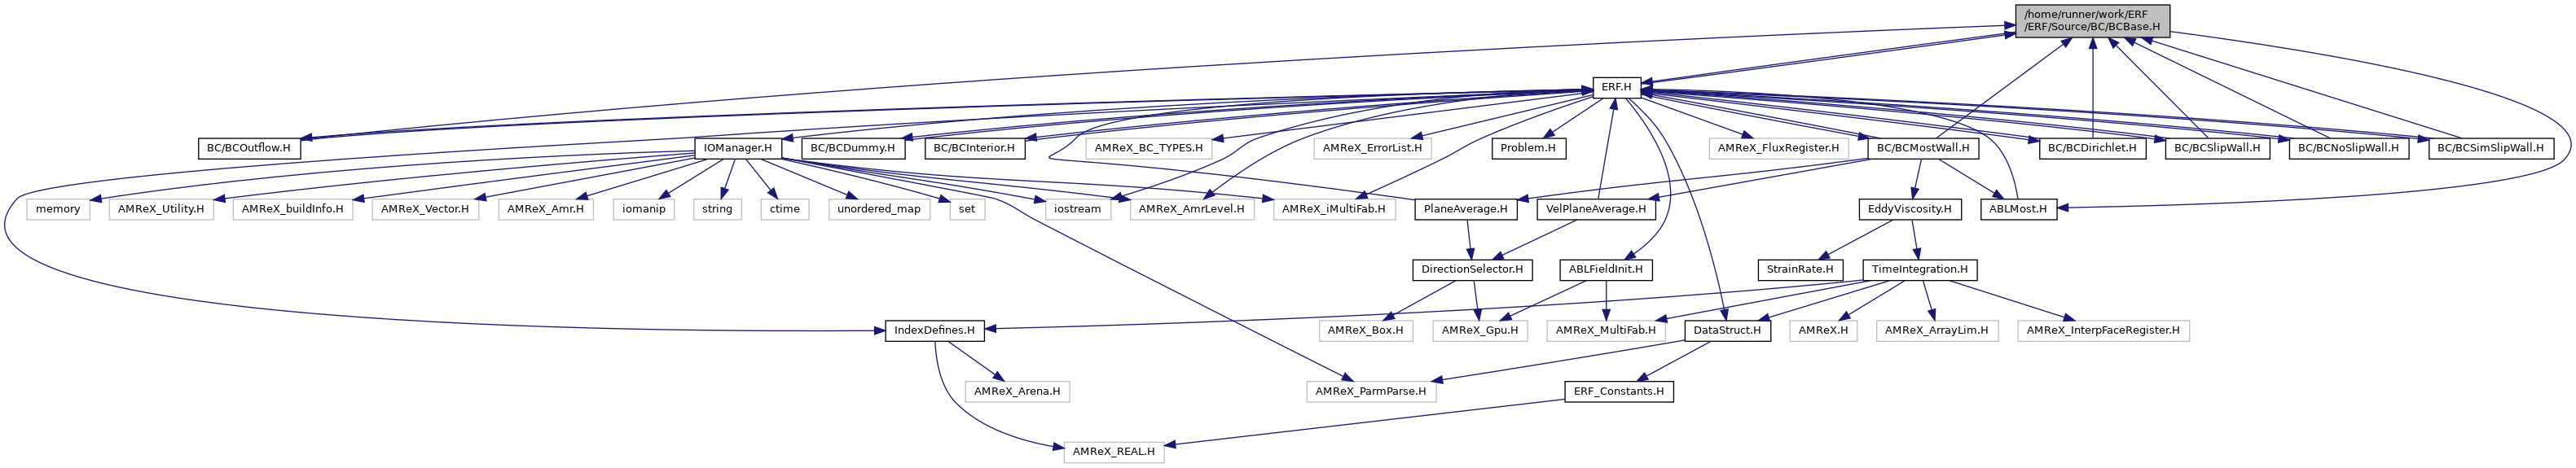 /home/runner/work/ERF
/ERF/Source/BC/BCBase.H
ERF.H
BC/BCOutflow.H
IOManager.H
BC/BCDummy.H
BC/BCInterior.H
AMReX_BC_TYPES.H
AMReX_ErrorList.H
Problem.H
AMReX_FluxRegister.H
BC/BCMostWall.H
BC/BCDirichlet.H
BC/BCSlipWall.H
BC/BCNoSlipWall.H
BC/BCSimSlipWall.H
memory
AMReX_Utility.H
AMReX_buildInfo.H
AMReX_Vector.H
AMReX_Amr.H
iomanip
string
ctime
unordered_map
set
iostream
AMReX_AmrLevel.H
AMReX_iMultiFab.H
PlaneAverage.H
VelPlaneAverage.H
EddyViscosity.H
ABLMost.H
DirectionSelector.H
ABLFieldInit.H
StrainRate.H
TimeIntegration.H
IndexDefines.H
AMReX_Box.H
AMReX_Gpu.H
AMReX_MultiFab.H
DataStruct.H
AMReX.H
AMReX_ArrayLim.H
AMReX_InterpFaceRegister.H
AMReX_Arena.H
AMReX_ParmParse.H
ERF_Constants.H
AMReX_REAL.H